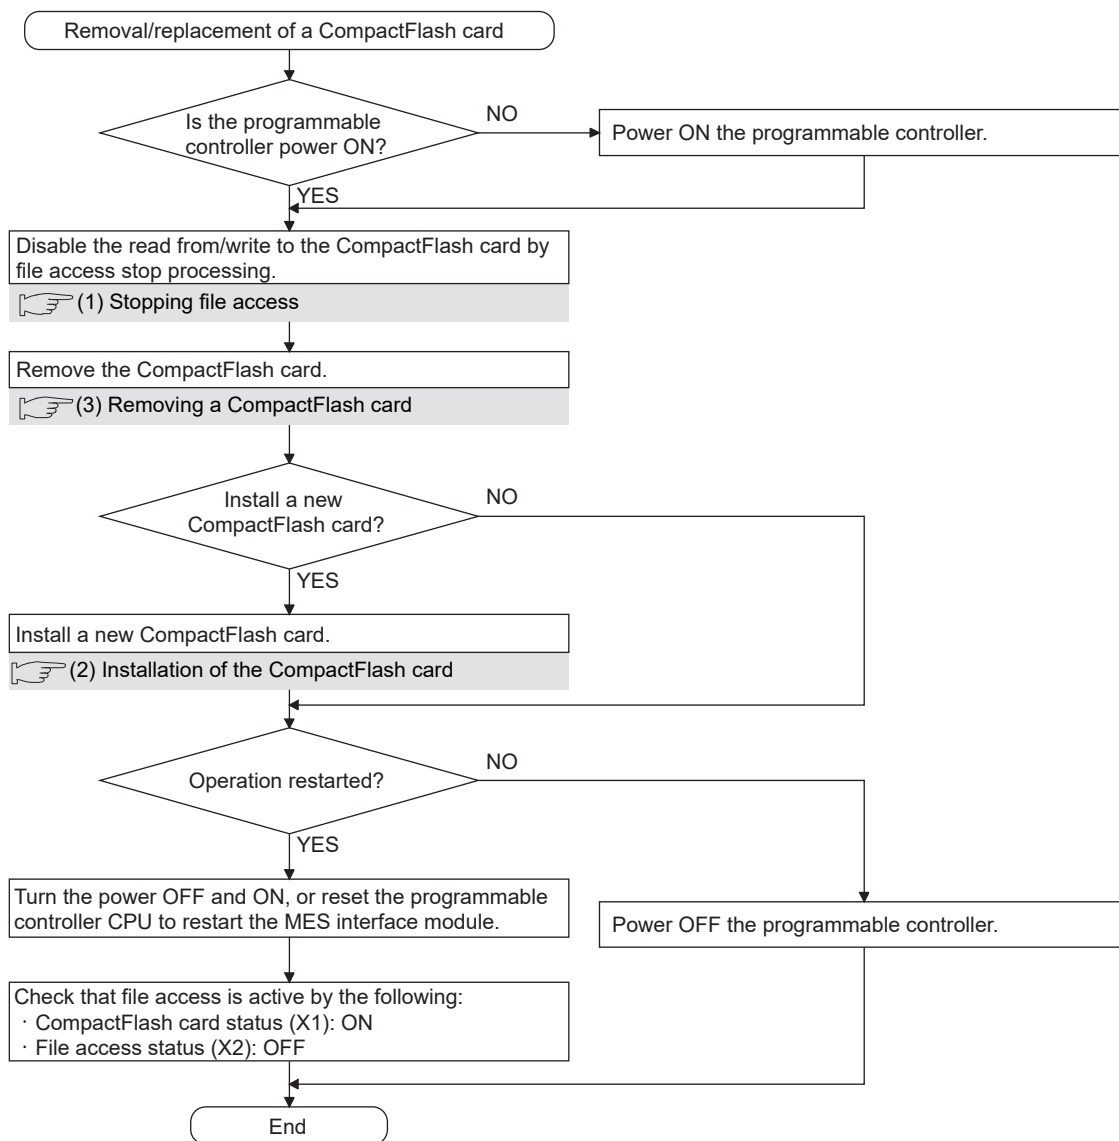 Removal/replacement of a CompactFlash card
Is the programmable
controller power ON?
NO
Power ON the programmable controller.
YES
Disable the read from/write to the CompactFlash card by
file access stop processing.
(1) Stopping file access
Remove the CompactFlash card.
(3) Removing a CompactFlash card
Install a new
CompactFlash card?
NO
YES
Install a new CompactFlash card.
(2) Installation of the CompactFlash card
Operation restarted?
NO
YES
Turn the power OFF and ON, or reset the programmable
controller CPU to restart the MES interface module.
Power OFF the programmable controller.
Check that file access is active by the following:
· CompactFlash card status (X1): ON
· File access status (X2): OFF
End